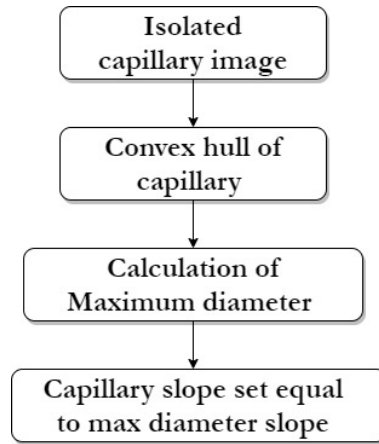 Isolated
capillary image
Convex hull of
capillary
Calculation of
Maximum diameter
Capillary slope set equal
to max diameter slope